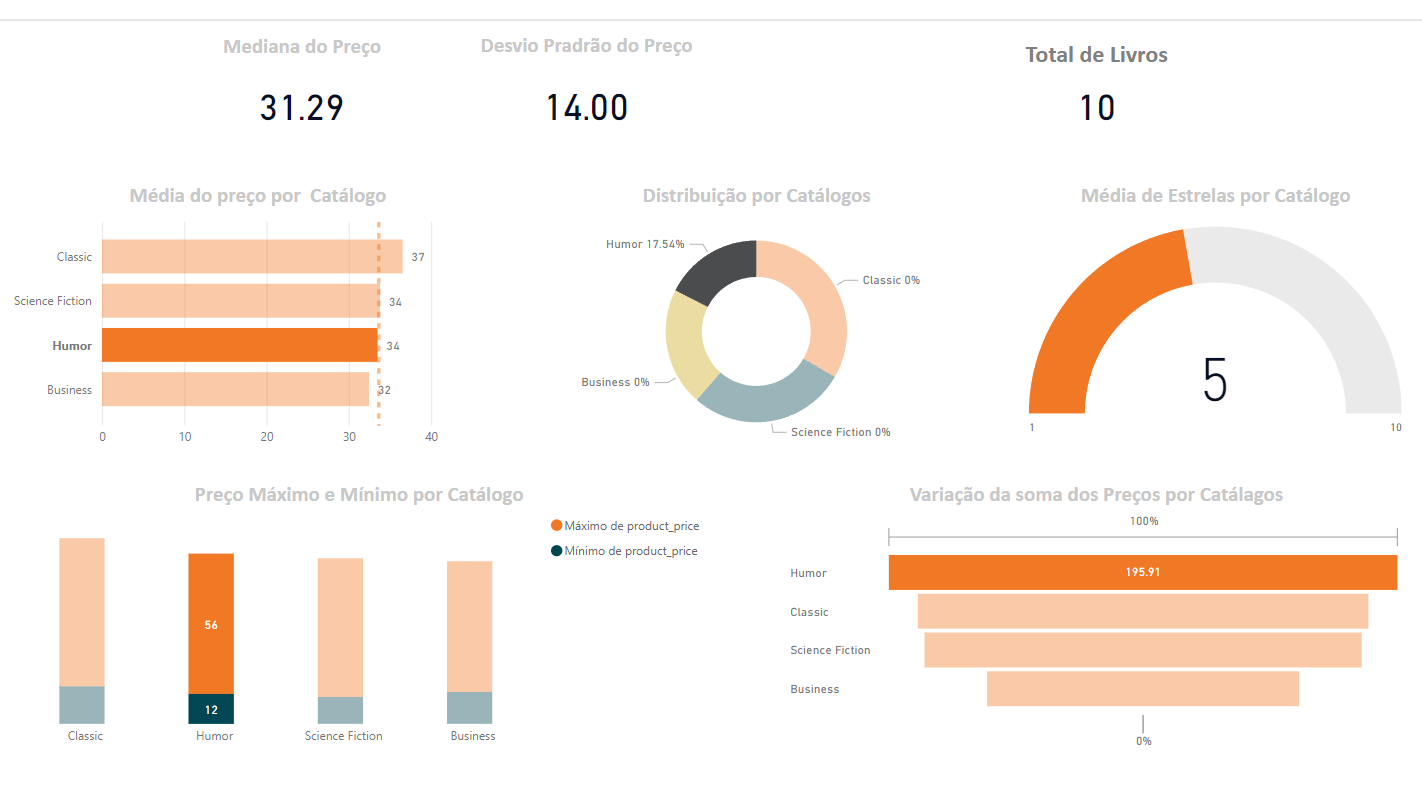 Mediana do Preço
Desvio Pradrão do Preço
Total de Livros
31.29
14.00
10
Média do preço por  Catálogo
Classic
37
Science Fiction
34
Humor
34
Business
32
0 10 20 30 40
Distribuição por Catálogos
Humor 17.54%
Classic 0%
Business 0%
Science Fiction 0%
Média de Estrelas por Catálogo
5
1
10
Preço Máximo e Mínimo por Catálogo
Máximo de product_price
Mínimo de product_price
56
12
Classic
Humor
Science Fiction
Business
Variação da soma dos Preços por Catálagos
100%
Humor
195.91
Classic
Science Fiction
Business
0%